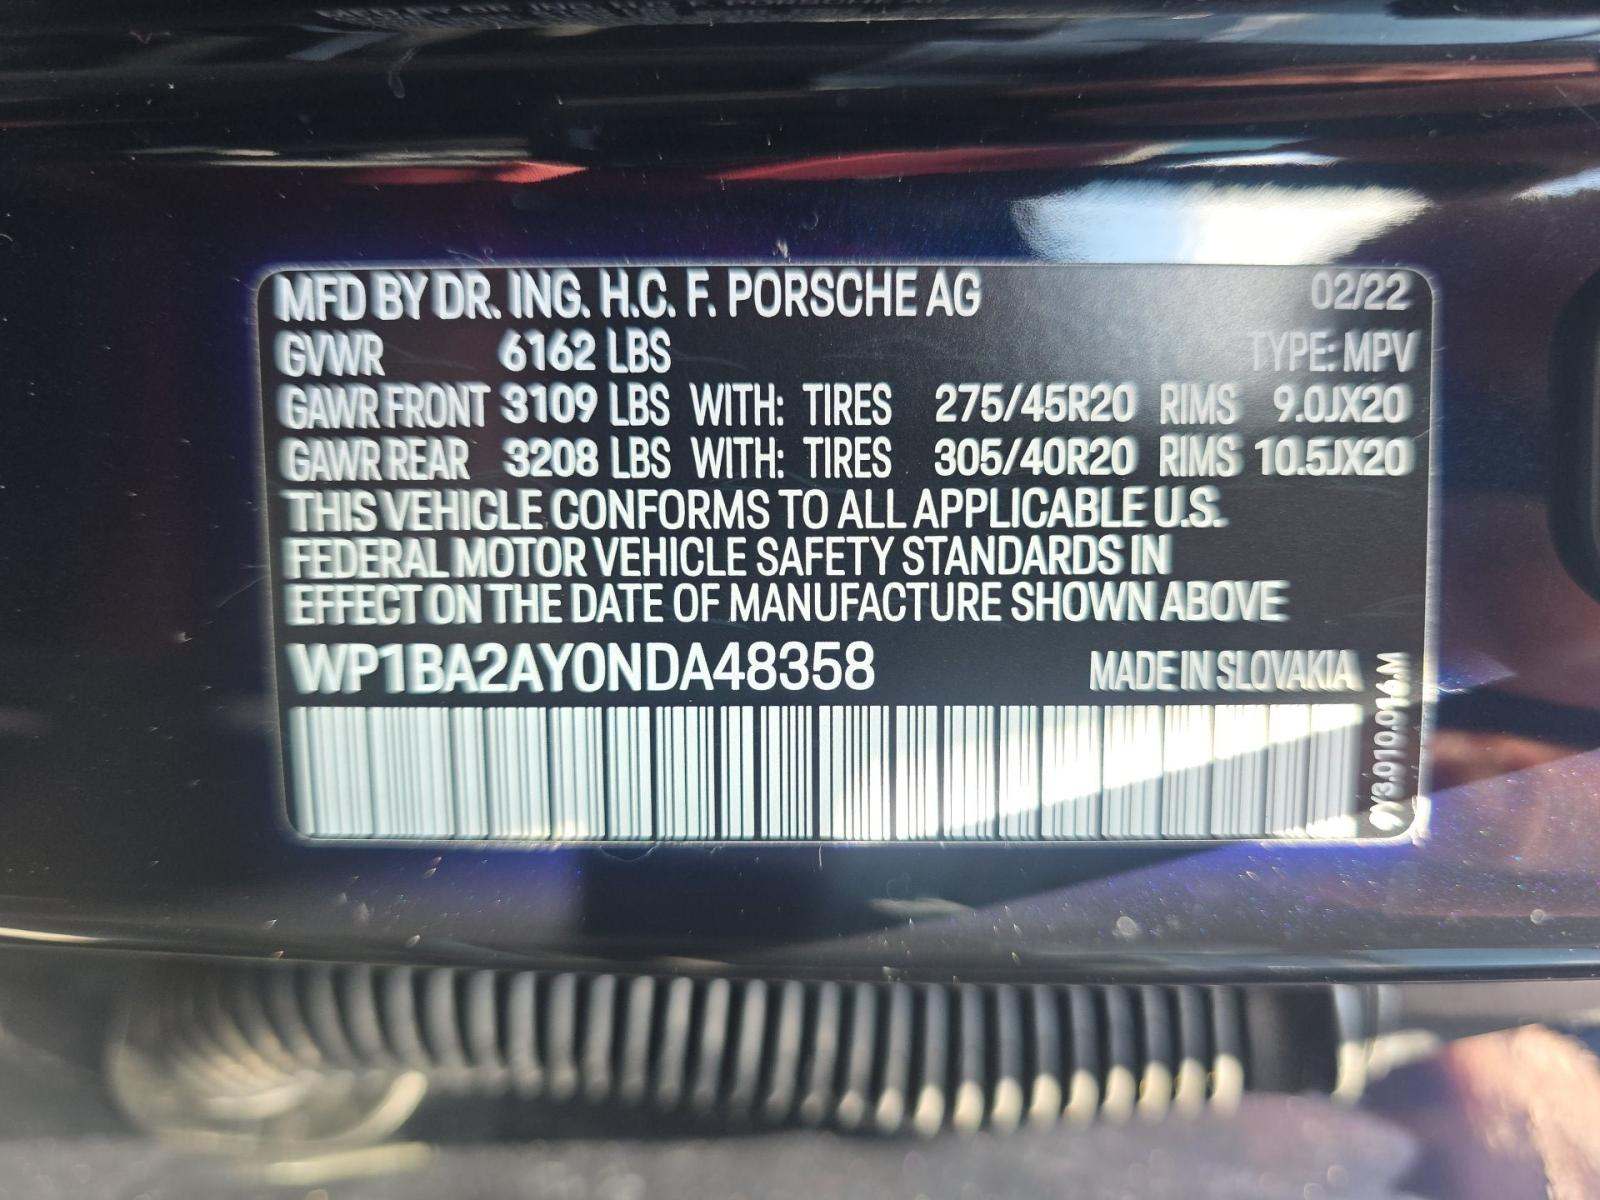 MFD BY DR. ING. H.C. F. PORSCHE AG 02/22
GVWR 6162 LBS TYPE: MPV
GAWR FRONT 3109 LBS WITH: TIRES 275/45R20 RIMS 9.0JX20
GAWR REAR 3208 LBS WITH: TIRES 305/40R20 RIMS 10.5JX20
THIS VEHICLE CONFORMS TO ALL APPLICABLE U.S.
FEDERAL MOTOR VEHICLE SAFETY STANDARDS IN
EFFECT ON THE DATE OF MANUFACTURE SHOWN ABOVE
WP1BA2AY0NDA48358 MADE IN SLOVAKIA
9Y3.010.016.M